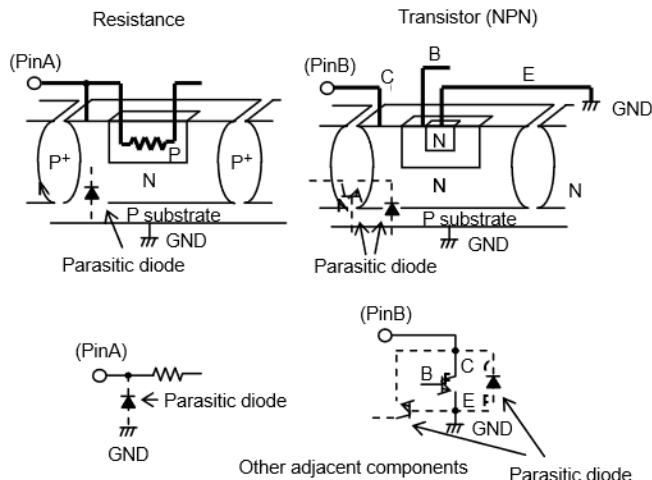 Resistance
Transistor (NPN)
(PinA)
P+
P
P+
N
P substrate
GND
Parasitic diode
(PinB)
C
B
E
GND
N
N
N
P substrate
GND
Parasitic diode
(PinA)
Parasitic diode
GND
(PinB)
B
C
E
GND
Other adjacent components
Parasitic diode